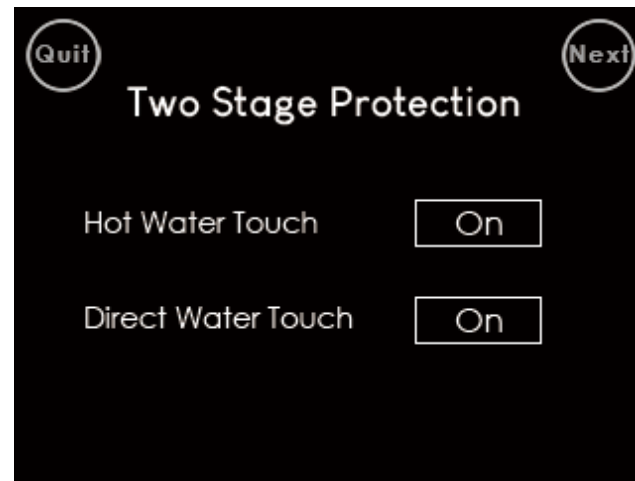 Quit
Next
Two Stage Protection
Hot Water Touch
On
Direct Water Touch
On